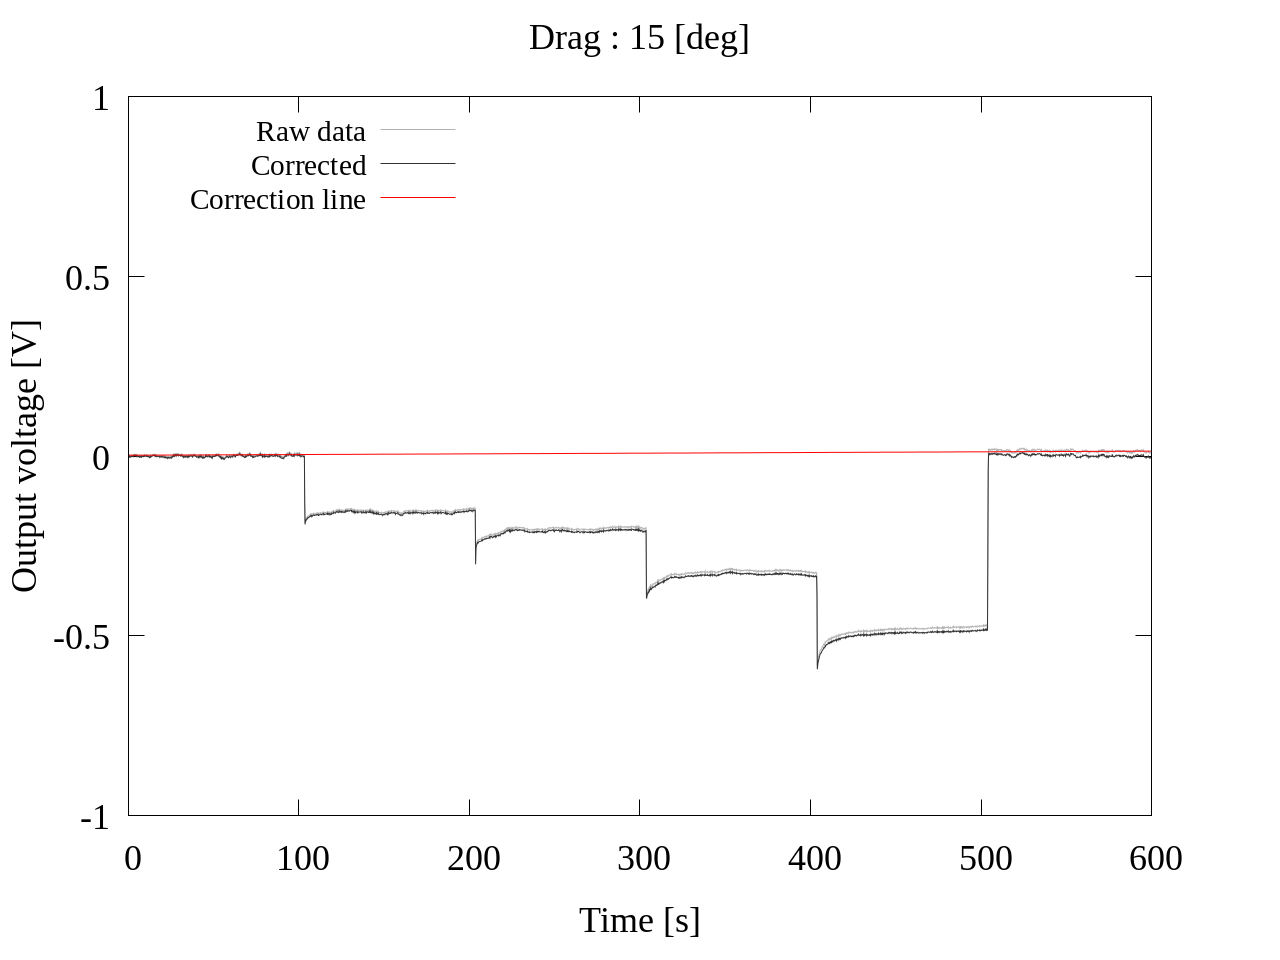 Drag : 15 [deg]
1
0.5
0
-0.5
-1
Raw data
Corrected
Correction line
Output voltage [V]
0 100 200 300 400 500 600
Time [s]